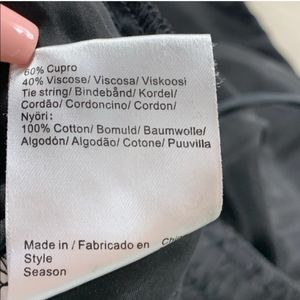 60% Cupro
40% Viscose/ Viscosa/ Viskoosi
Tie string/ Bindebånd/ Kordel/
Cordão/ Cordoncino/ Cordon/
Nyöri:
100% Cotton/ Bomuld/ Baumwolle/
Algodón/ Algodão/ Cotone/ Puuvilla
Made in / Fabricado en
Style
Season